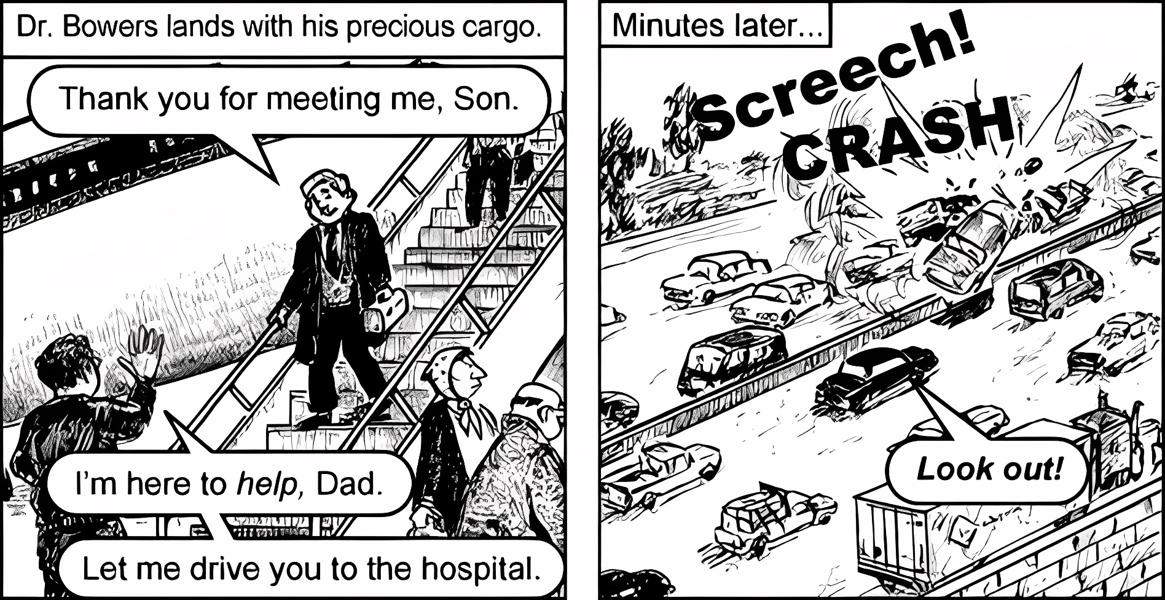 Dr. Bowers lands with his precious cargo.
Thank you for meeting me, Son.
I'm here to help, Dad.
Let me drive you to the hospital.
Minutes later...
Screech!
CRASH
Look out!